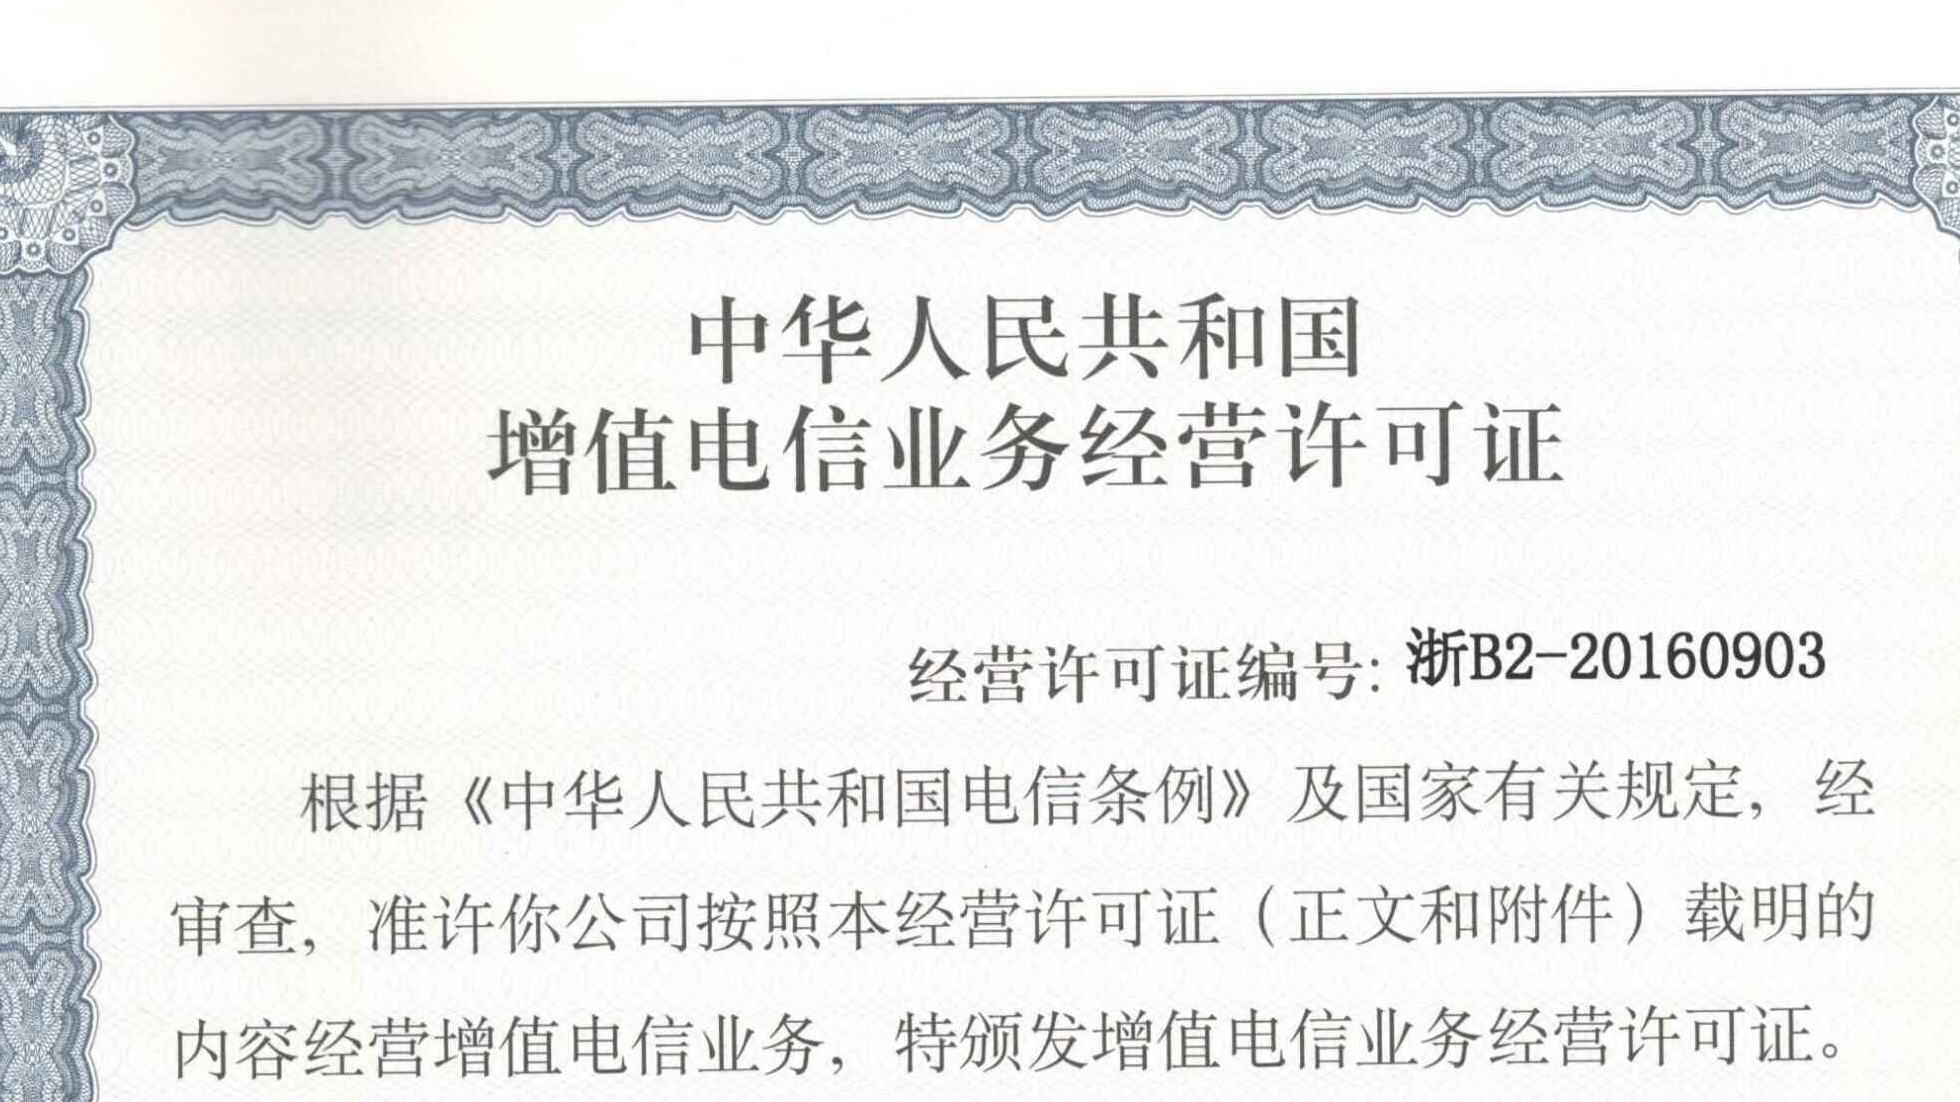 中华人民共和国
增值电信业务经营许可证
经营许可证编号: 浙B2-20160903
根据《中华人民共和国电信条例》及国家有关规定，经
审查，准许你公司按照本经营许可证（正文和附件）载明的
内容经营增值电信业务，特颁发增值电信业务经营许可证。